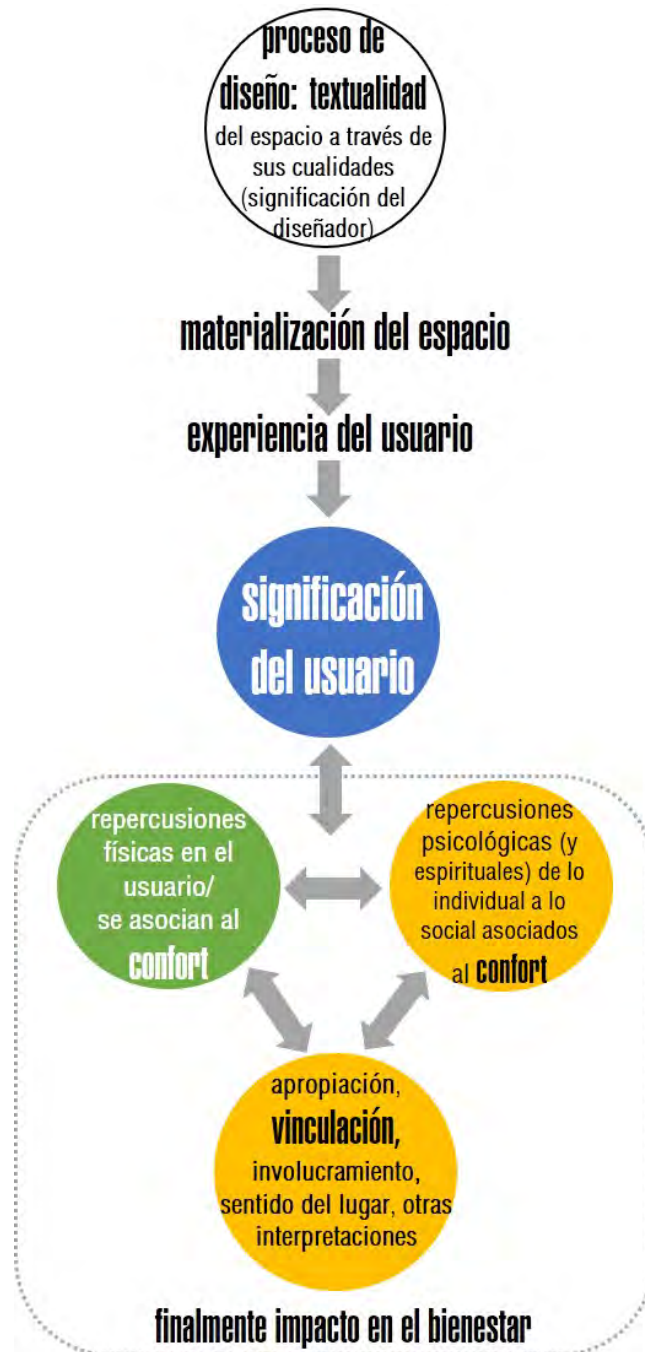 proceso de
diseño: textualidad
del espacio a través de
sus cualidades
(significación del
diseñador)
materialización del espacio
experiencia del usuario
significación
del usuario
repercusiones
físicas en el
usuario/
se asocian al
confort
repercusiones
psicológicas (y
espirituales) de lo
individual a lo
social asociados
al confort
apropiación,
vinculación,
involucramiento,
sentido del lugar, otras
interpretaciones
finalmente impacto en el bienestar